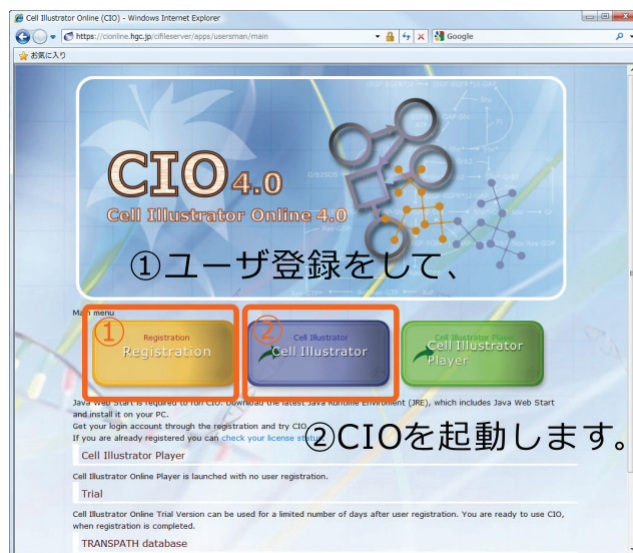 Cell Illustrator Online (CIO) - Windows Internet Explorer
https://cionline.hgc.jp/cifileserver/apps/usersman/main
Google
お気に入り
CIO 4.0
Cell Illustrator Online 4.0
①ユーザ登録をして、
Main menu
①
Registration
Registration
②
Cell Illustrator
Cell Illustrator
Cell Illustrator Player
Cell Illustrator
Player
Java Web Start is required to run CIO. Download the latest Java Runtime Enviroment (JRE), which includes Java Web Start
and install it on your PC.
Get your login account through the registration and try CIO
If you are already registered you can check your license status
②CIOを起動します。
Cell Illustrator Player
Cell Illustrator Online Player is launched with no user registration.
Trial
Cell Illustrator Online Trial Version can be used for a limited number of days after user registration. You are ready to use CIO,
when registration is completed.
TRANSPATH database